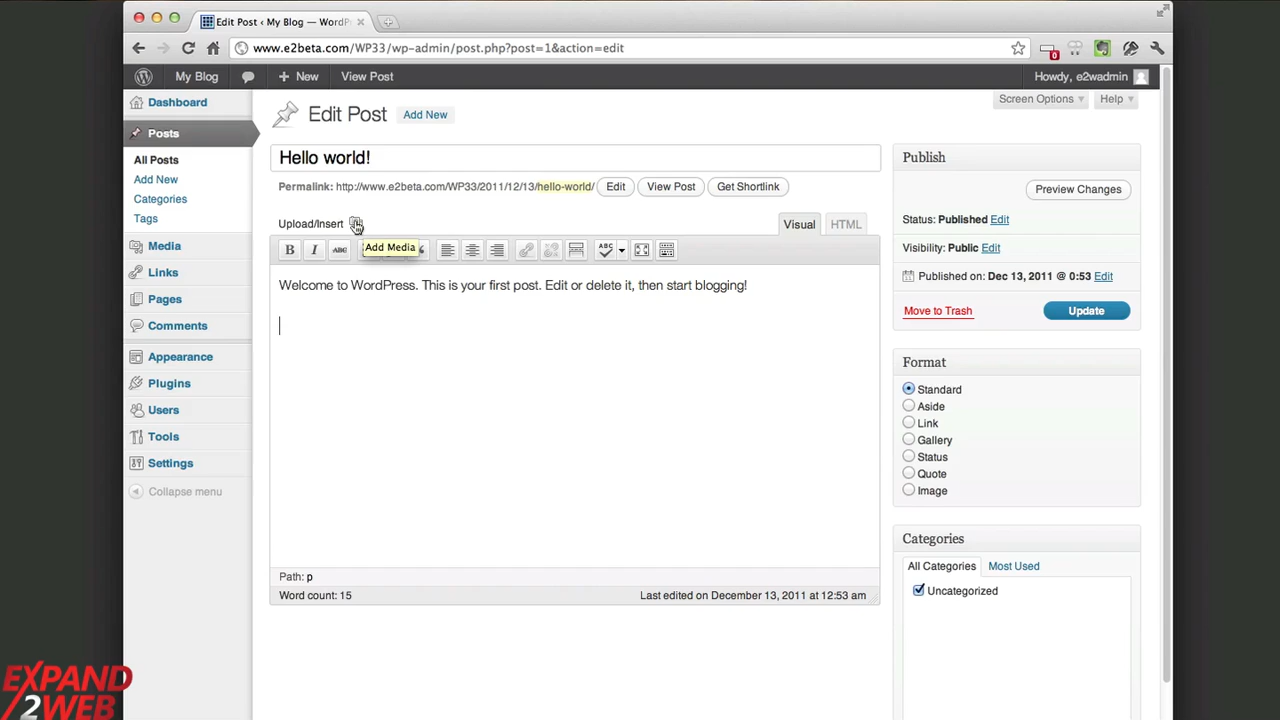 Edit Post ‹ My Blog — WordPr
www.e2beta.com/WP33/wp-admin/post.php?post=1&action=edit
0
My Blog
New
View Post
Howdy, e2wadmin
Dashboard
Posts
All Posts
Add New
Categories
Tags
Media
Links
Pages
Comments
Appearance
Plugins
Users
Tools
Settings
Collapse menu
Screen Options
Help
Edit Post
Add New
Hello world!
Permalink: http://www.e2beta.com/WP33/2011/12/13/hello-world/
Edit
View Post
Get Shortlink
Upload/Insert
Visual
HTML
B
I
ABC
Add Media
ABC
Welcome to WordPress. This is your first post. Edit or delete it, then start blogging!
Path: p
Word count: 15
Last edited on December 13, 2011 at 12:53 am
Publish
Preview Changes
Status: Published Edit
Visibility: Public Edit
Published on: Dec 13, 2011 @ 0:53 Edit
Move to Trash
Update
Format
Standard
Aside
Link
Gallery
Status
Quote
Image
Categories
All Categories
Most Used
Uncategorized
EXPAND
2WEB